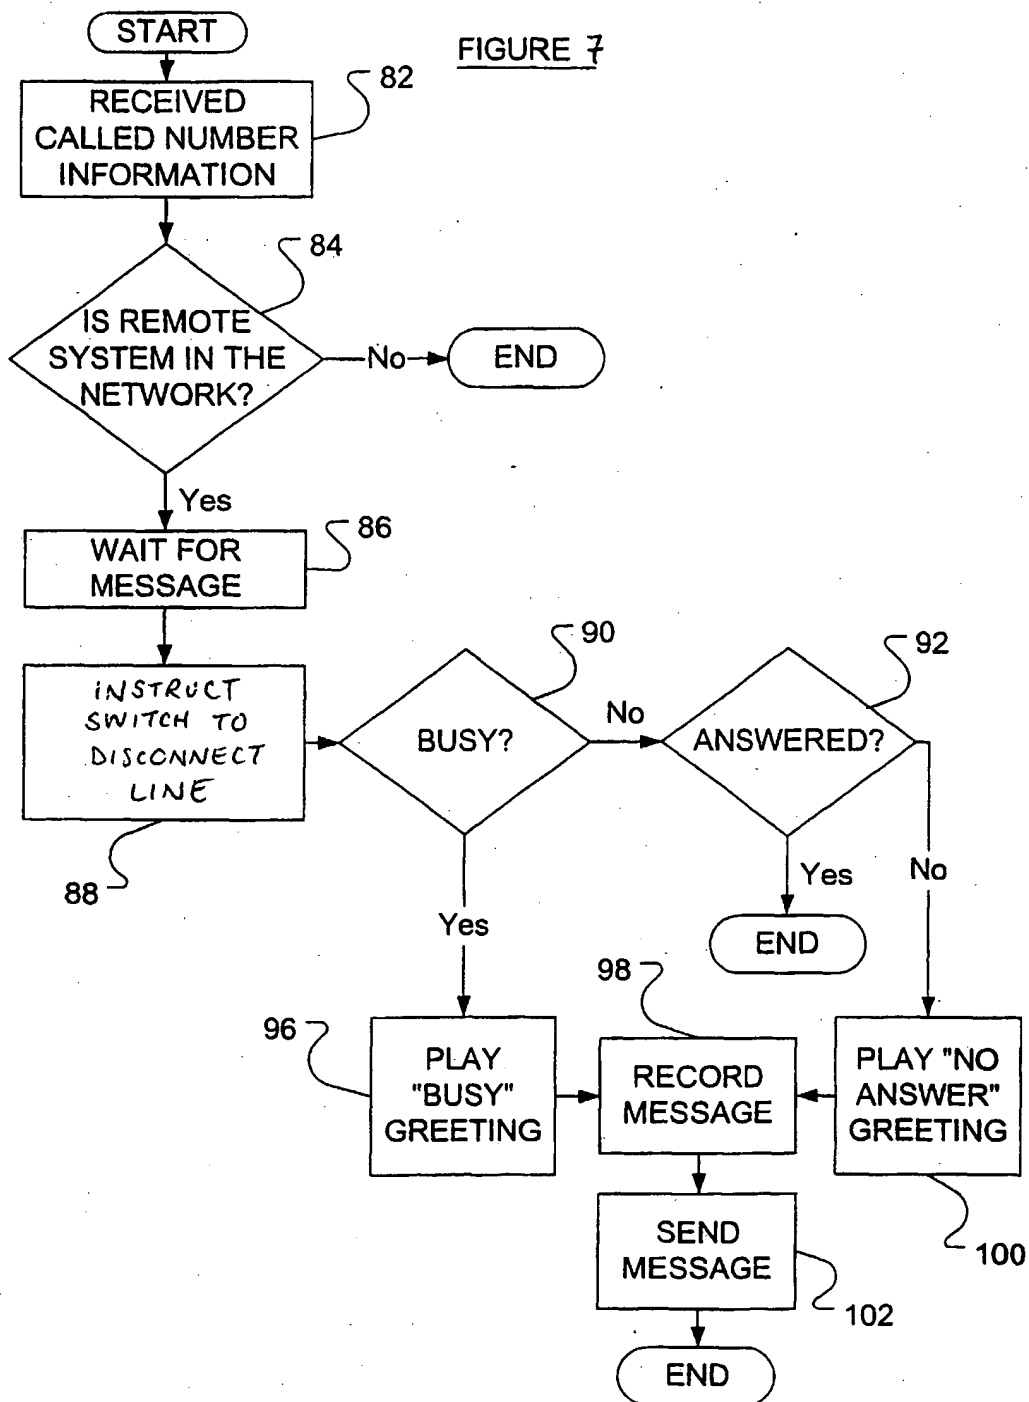 START
FIGURE 7
82
RECEIVED
CALLED NUMBER
INFORMATION
84
IS REMOTE
SYSTEM IN THE
NETWORK?
No
END
Yes
86
WAIT FOR
MESSAGE
INSTRUCT
SWITCH TO
DISCONNECT
LINE
88
90
BUSY?
No
92
ANSWERED?
Yes
END
No
Yes
96
PLAY
"BUSY"
GREETING
98
RECORD
MESSAGE
PLAY "NO
ANSWER"
GREETING
100
SEND
MESSAGE
102
END